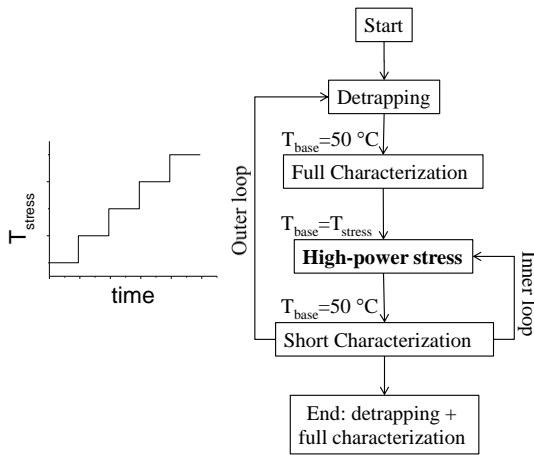 Start
Detrapping
T_base=50 °C
Full Characterization
T_base=T_stress
High-power stress
T_base=50 °C
Short Characterization
End: detrapping +
full characterization
Outer loop
Inner loop
T_stress
time